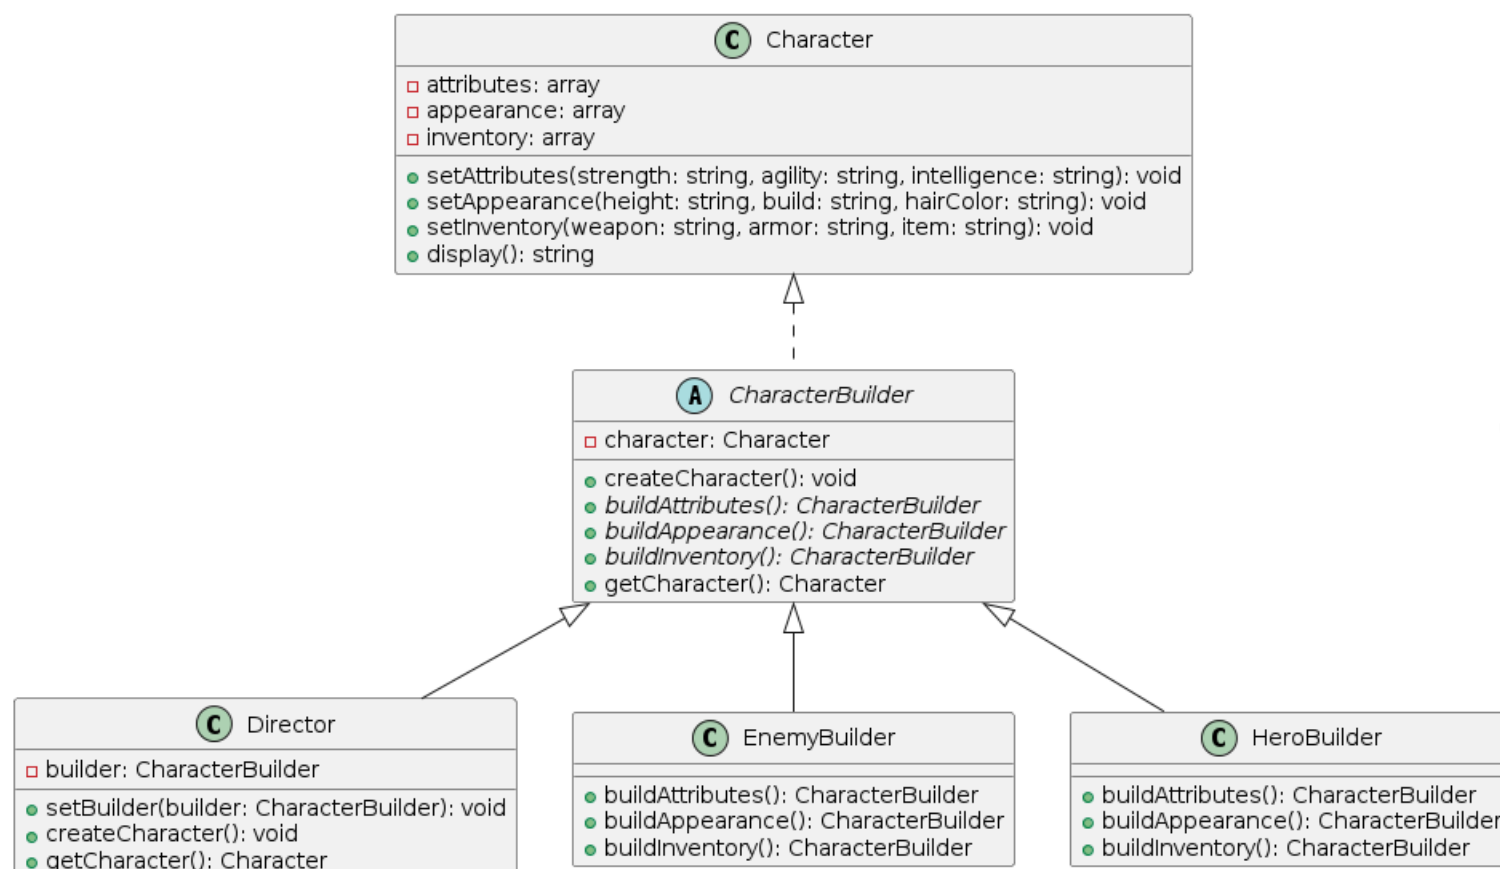 C Character
attributes: array
appearance: array
inventory: array
setAttributes(strength: string, agility: string, intelligence: string): void
setAppearance(height: string, build: string, hairColor: string): void
setInventory(weapon: string, armor: string, item: string): void
display(): string
A CharacterBuilder
character: Character
createCharacter(): void
buildAttributes(): CharacterBuilder
buildAppearance(): CharacterBuilder
buildInventory(): CharacterBuilder
getCharacter(): Character
C Director
builder: CharacterBuilder
setBuilder(builder: CharacterBuilder): void
createCharacter(): void
getCharacter(): Character
C EnemyBuilder
buildAttributes(): CharacterBuilder
buildAppearance(): CharacterBuilder
buildInventory(): CharacterBuilder
C HeroBuilder
buildAttributes(): CharacterBuilder
buildAppearance(): CharacterBuilder
buildInventory(): CharacterBuilder